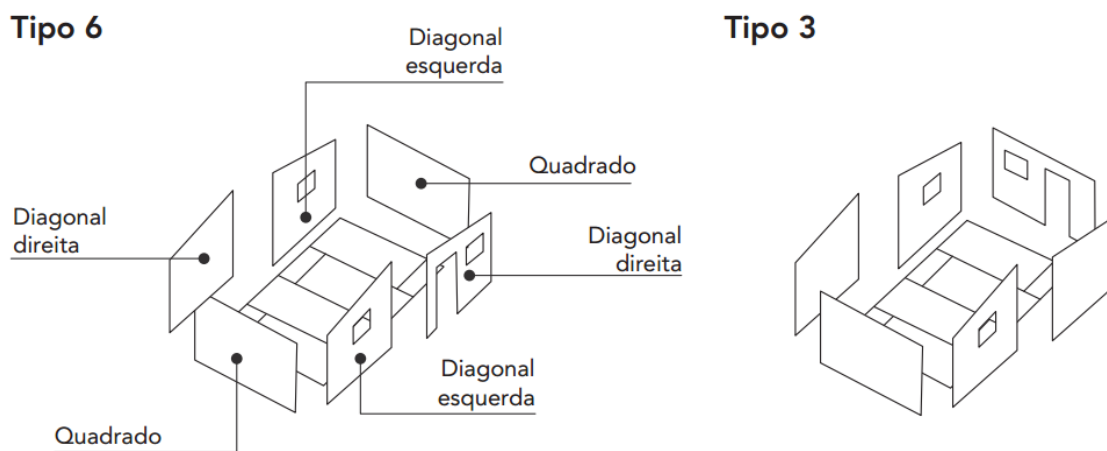 Tipo 6
Tipo 3
Diagonal
esquerda
Quadrado
Diagonal
direita
Diagonal
direita
Diagonal
esquerda
Quadrado